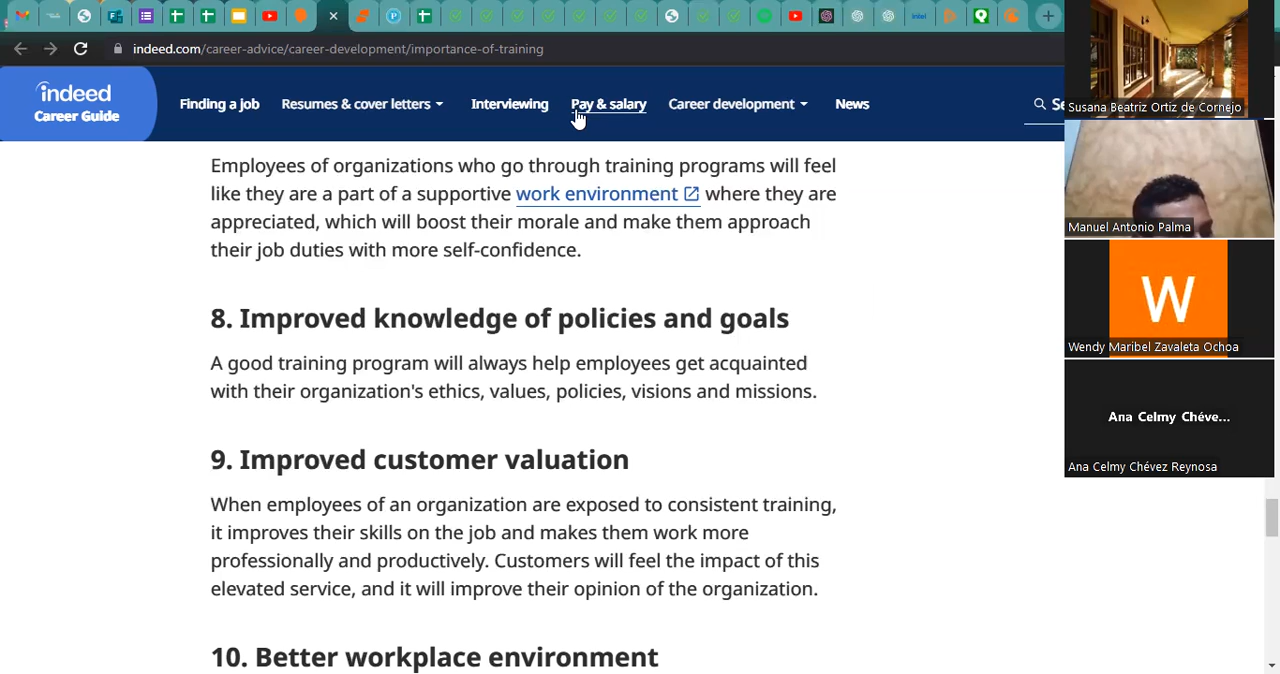 indeed.com/career-advice/career-development/importance-of-training
indeed
Career Guide
Finding a job
Resumes & cover letters
Interviewing
Pay & salary
Career development
News
Employees of organizations who go through training programs will feel
like they are a part of a supportive work environment where they are
appreciated, which will boost their morale and make them approach
their job duties with more self-confidence.
8. Improved knowledge of policies and goals
A good training program will always help employees get acquainted
with their organization's ethics, values, policies, visions and missions.
9. Improved customer valuation
When employees of an organization are exposed to consistent training,
it improves their skills on the job and makes them work more
professionally and productively. Customers will feel the impact of this
elevated service, and it will improve their opinion of the organization.
10. Better workplace environment
Susana Beatriz Ortiz de Cornejo
Manuel Antonio Palma
W
Wendy Maribel Zavaleta Ochoa
Ana Celmy Chéve...
Ana Celmy Chávez Reynosa